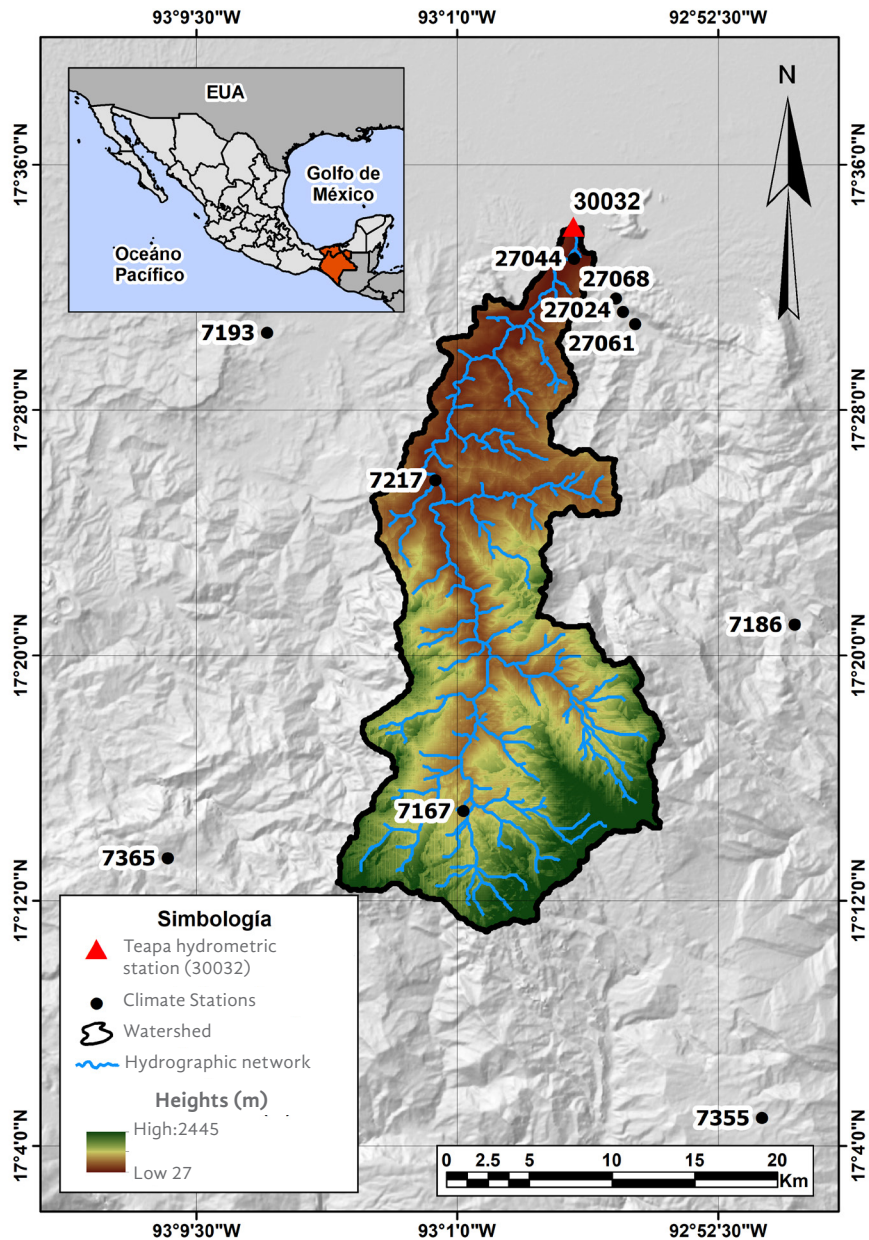 93°9'30"W
93°1'0"W
92°52'30"W
N
EUA
Golfo de
México
Oceáno
Pacífico
17°36'0"N
17°36'0"N
30032
27044
27068
27024
27061
7193
17°28'0"N
17°28'0"N
7217
7186
17°20'0"N
17°20'0"N
7167
7365
17°12'0"N
17°12'0"N
Simbología
Teapa hydrometric
station (30032)
Climate Stations
Watershed
Hydrographic network
Heights (m)
High:2445
Low 27
7355
17°4'0"N
17°4'0"N
0 2.5 5 10 15 20
Km
93°9'30"W
93°1'0"W
92°52'30"W